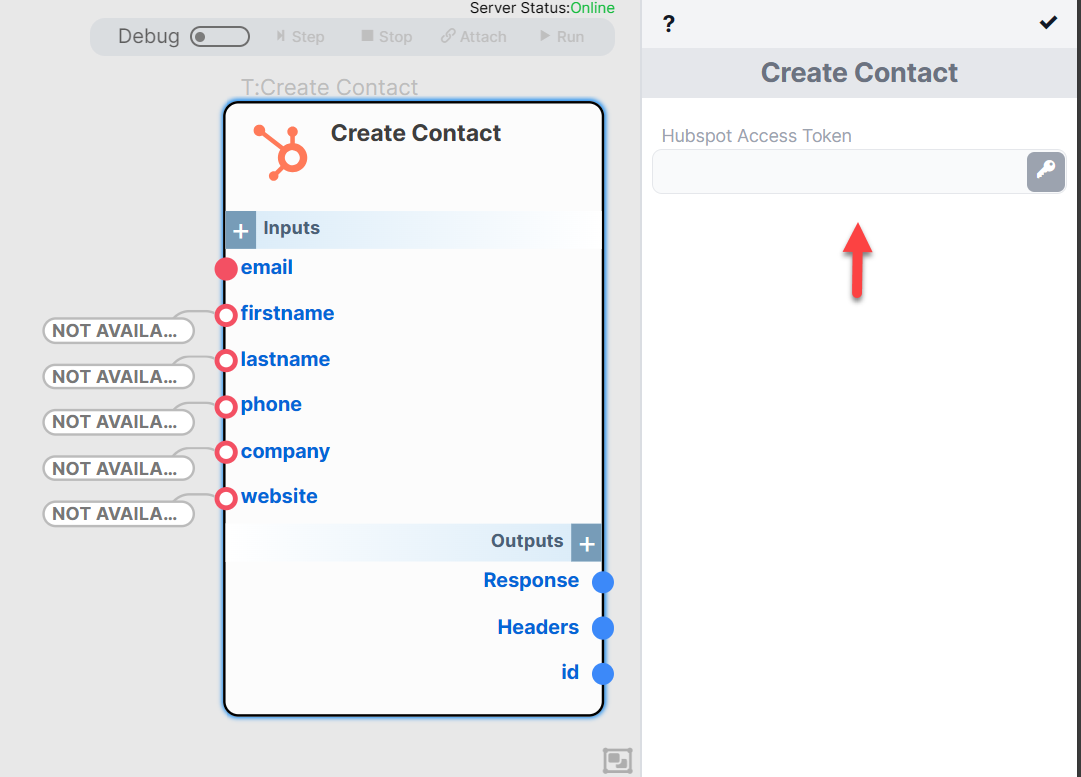 Server Status:Online
Debug
Step
Stop
Attach
Run
?
Create Contact
T:Create Contact
Create Contact
Hubspot Access Token
+ Inputs
email
firstname
NOT AVAILA...
lastname
NOT AVAILA...
phone
NOT AVAILA...
company
NOT AVAILA...
website
NOT AVAILA...
Outputs +
Response
Headers
id